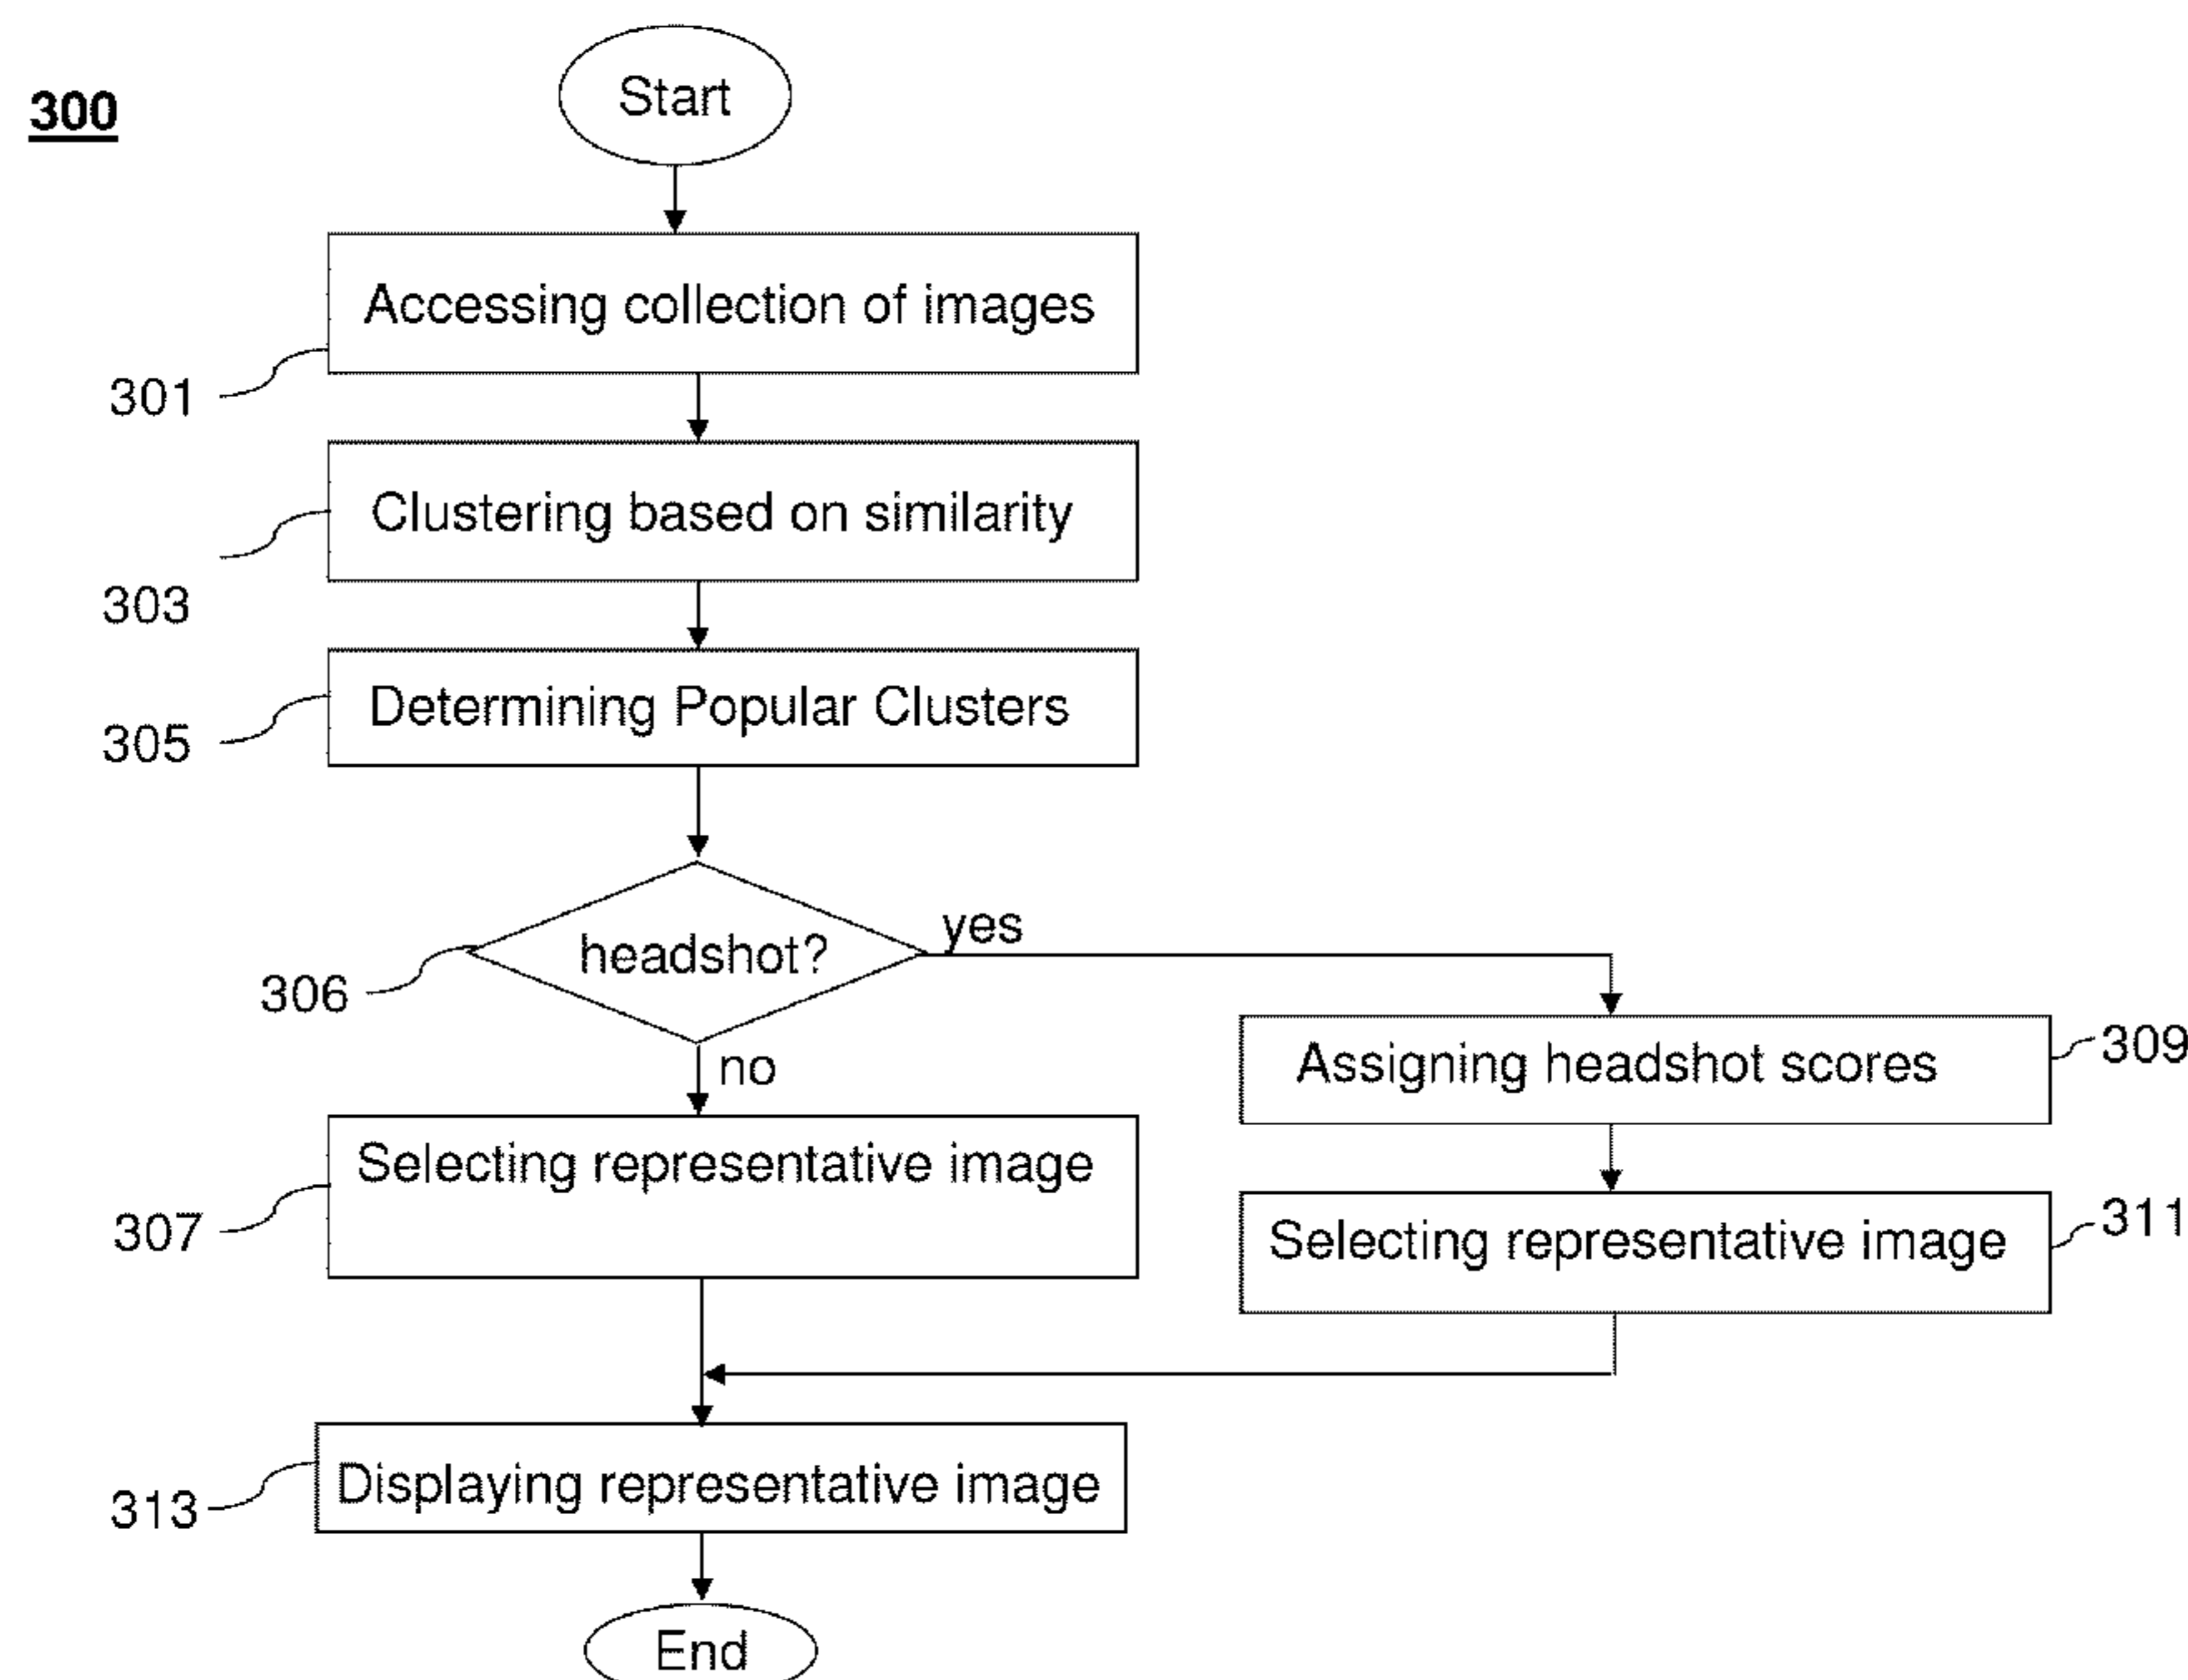 300
Start
Accessing collection of images
301
Clustering based on similarity
303
Determining Popular Clusters
305
headshot?
306
yes
no
Assigning headshot scores
309
Selecting representative image
307
Selecting representative image
311
Displaying representative image
313
End